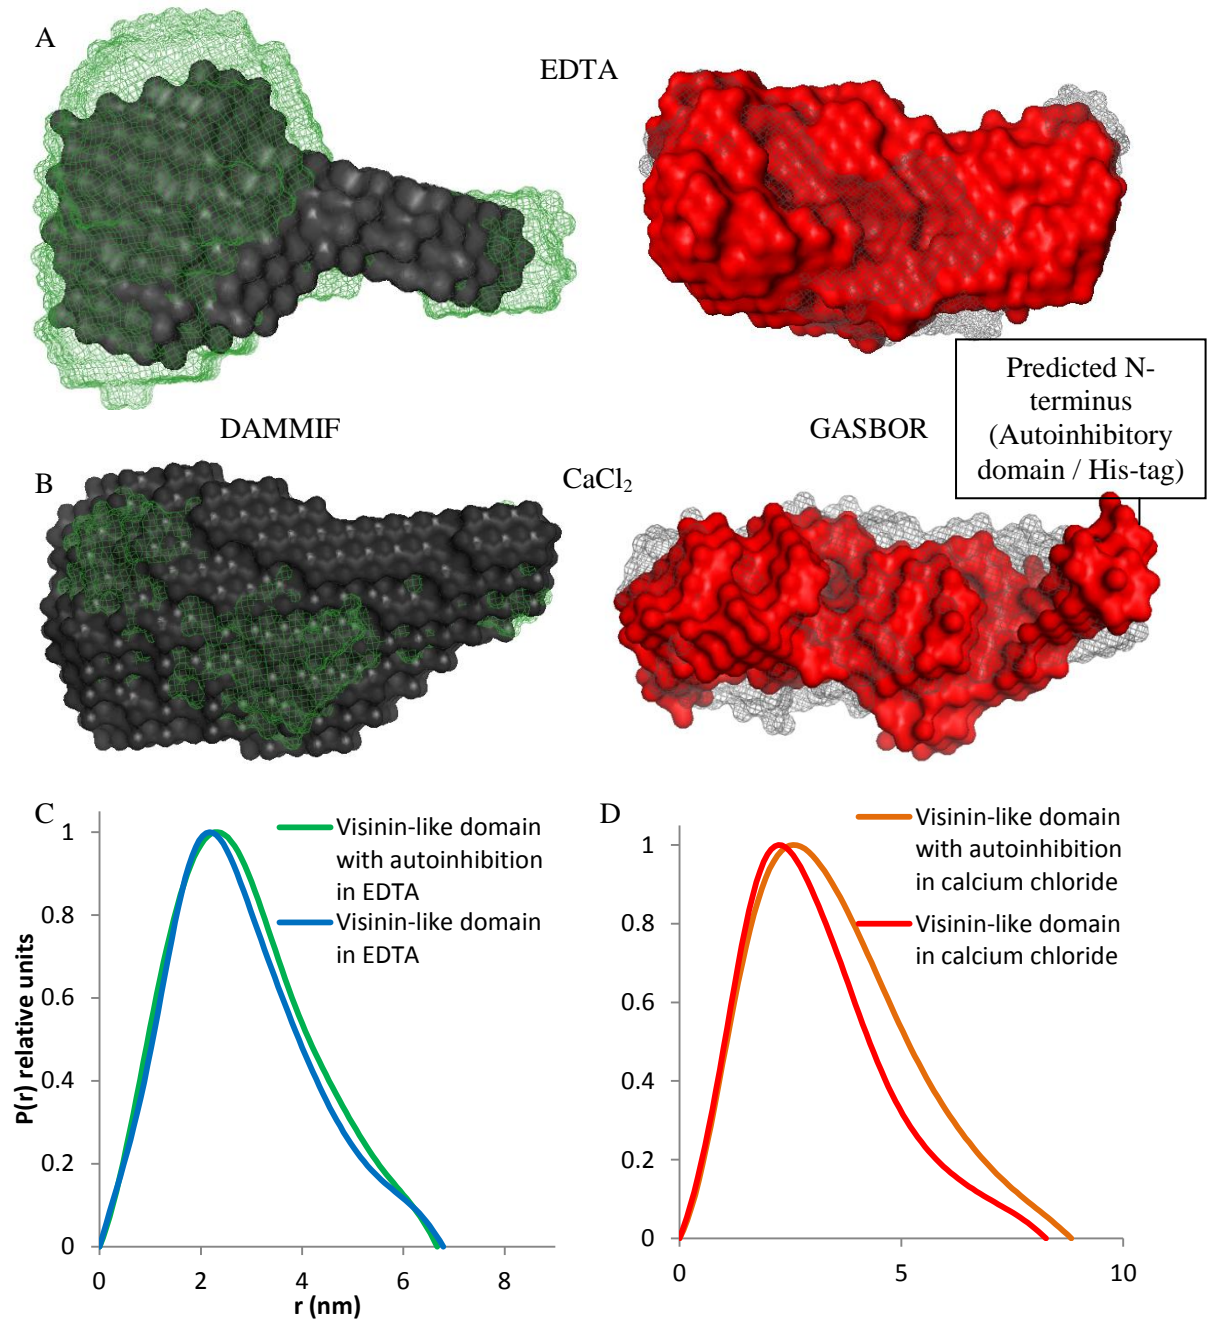 A
EDTA
Predicted N-
terminus
(Autoinhibitory
domain / His-tag)
DAMMIF
GASBOR
B
CaCl₂
C
Visinin-like domain
with autoinhibition
in EDTA
Visinin-like domain
in EDTA
P(r) relative units
1
0.8
0.6
0.4
0.2
0
0
2
4
6
8
r (nm)
D
Visinin-like domain
with autoinhibition
in calcium chloride
Visinin-like domain
in calcium chloride
1
0.8
0.6
0.4
0.2
0
0
5
10